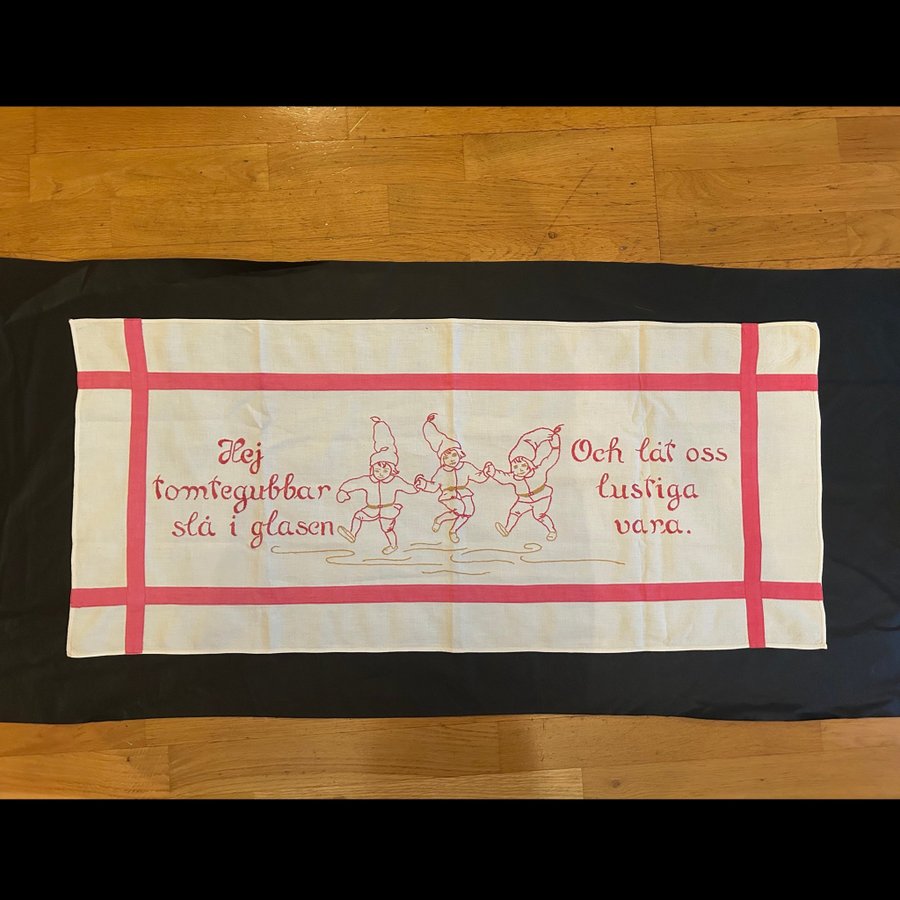 Hej
tomtegubbar
slå i glasen
Och låt oss
lustiga
vara.